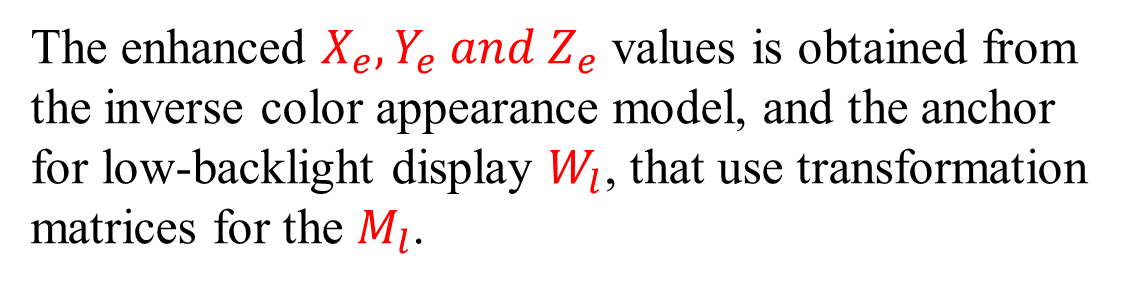 The enhanced Xₑ, Yₑ and Zₑ values is obtained from
the inverse color appearance model, and the anchor
for low-backlight display Wₗ, that use transformation
matrices for the Mₗ.